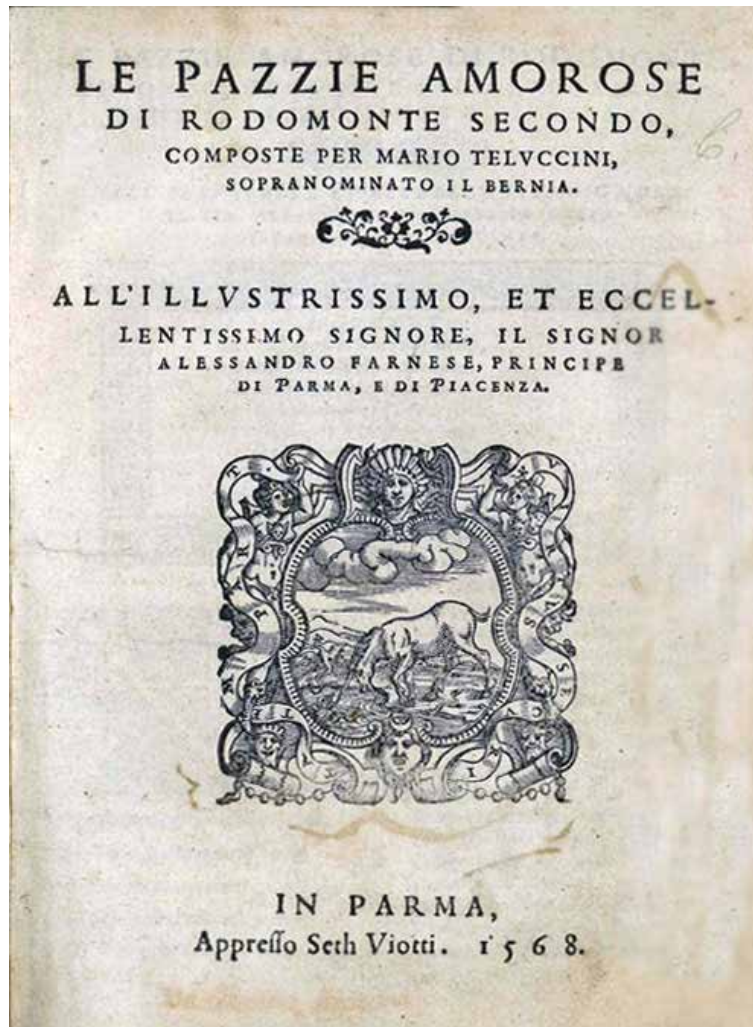 LE PAZZIE AMOROSE
DI RODOMONTE SECONDO,
COMPOSTE PER MARIO TELVCCINI,
SOPRANOMINATO IL BERNIA.
ALL'ILLVSTRISSIMO, ET ECCEL-
LENTISSIMO SIGNORE, IL SIGNOR
ALESSANDRO FARNESE, PRINCIPE
DI PARMA, E DI PIACENZA.
IN PARMA,
Appreſſo Seth Viotti. 1568.